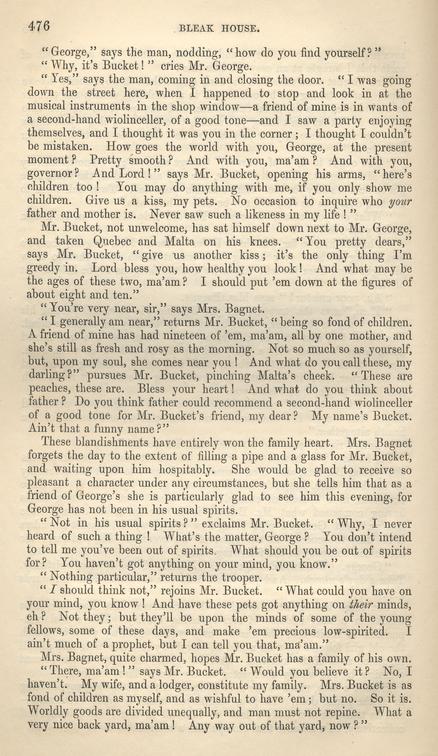 476 BLEAK HOUSE.
“George,” says the man, nodding, “how do you find yourself?”
“Why, it’s Bucket!” cries Mr. George.
“Yes,” says the man, coming in and closing the door. “I was going
down the street here, when I happened to stop and look in at the
musical instruments in the shop window—a friend of mine is in wants of
a second-hand wiolinceller, of a good tone—and I saw a party enjoying
themselves, and I thought it was you in the corner; I thought I couldn’t
be mistaken. How goes the world with you, George, at the present
moment? Pretty smooth? And with you, ma’am? And with you,
governor? And Lord!” says Mr. Bucket, opening his arms, “here’s
children too! You may do anything with me, if you only show me
children. Give us a kiss, my pets. No occasion to inquire who your
father and mother is. Never saw such a likeness in my life!”
Mr. Bucket, not unwelcome, has sat himself down next to Mr. George,
and taken Quebec and Malta on his knees. “You pretty dears,”
says Mr. Bucket, “give us another kiss; it’s the only thing I’m
greedy in. Lord bless you, how healthy you look! And what may be
the ages of these two, ma’am? I should put ’em down at the figures of
about eight and ten.”
“You’re very near, sir,” says Mrs. Bagnet.
“I generally am near,” returns Mr. Bucket, “being so fond of children.
A friend of mine has had nineteen of ’em, ma’am, all by one mother, and
she’s still as fresh and rosy as the morning. Not so much so as yourself,
but, upon my soul, she comes near you! And what do you call these, my
darling?” pursues Mr. Bucket, pinching Malta’s cheek. “These are
peaches, these are. Bless your heart! And what do you think about
father? Do you think father could recommend a second-hand wiolinceller
of a good tone for Mr. Bucket’s friend, my dear? My name’s Bucket.
Ain’t that a funny name?”
These blandishments have entirely won the family heart. Mrs. Bagnet
forgets the day to the extent of filling a pipe and a glass for Mr. Bucket,
and waiting upon him hospitably. She would be glad to receive so
pleasant a character under any circumstances, but she tells him that as a
friend of George’s she is particularly glad to see him this evening, for
George has not been in his usual spirits.
“Not in his usual spirits?” exclaims Mr. Bucket. “Why, I never
heard of such a thing! What’s the matter, George? You don’t intend
to tell me you’ve been out of spirits. What should you be out of spirits
for? You haven’t got anything on your mind, you know.”
“Nothing particular,” returns the trooper.
“I should think not,” rejoins Mr. Bucket. “What could you have on
your mind, you know! And have these pets got anything on their minds,
eh? Not they; but they’ll be upon the minds of some of the young
fellows, some of these days, and make ’em precious low-spirited. I
ain’t much of a prophet, but I can tell you that, ma’am.”
Mrs. Bagnet, quite charmed, hopes Mr. Bucket has a family of his own.
“There, ma’am!” says Mr. Bucket. “Would you believe it? No, I
haven’t. My wife, and a lodger, constitute my family. Mrs. Bucket is as
fond of children as myself, and as wishful to have ’em; but no. So it is.
Worldly goods are divided unequally, and man must not repine. What a
very nice back yard, ma’am! Any way out of that yard, now?”